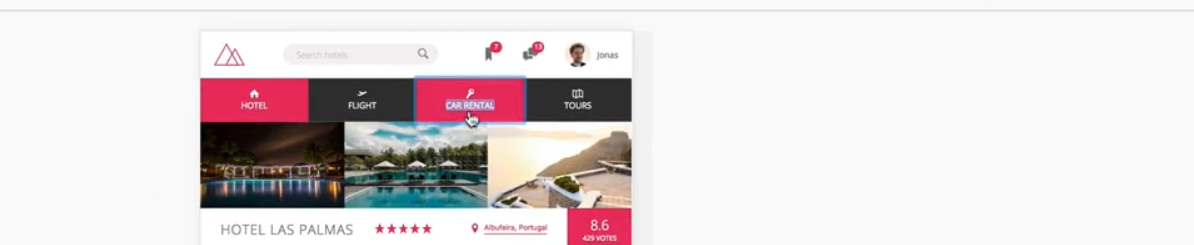 Search hotels 7 13 Jonas
HOTEL FLIGHT CAR RENTAL TOURS
HOTEL LAS PALMAS Albufeira, Portugal 8.6
429 VOTES